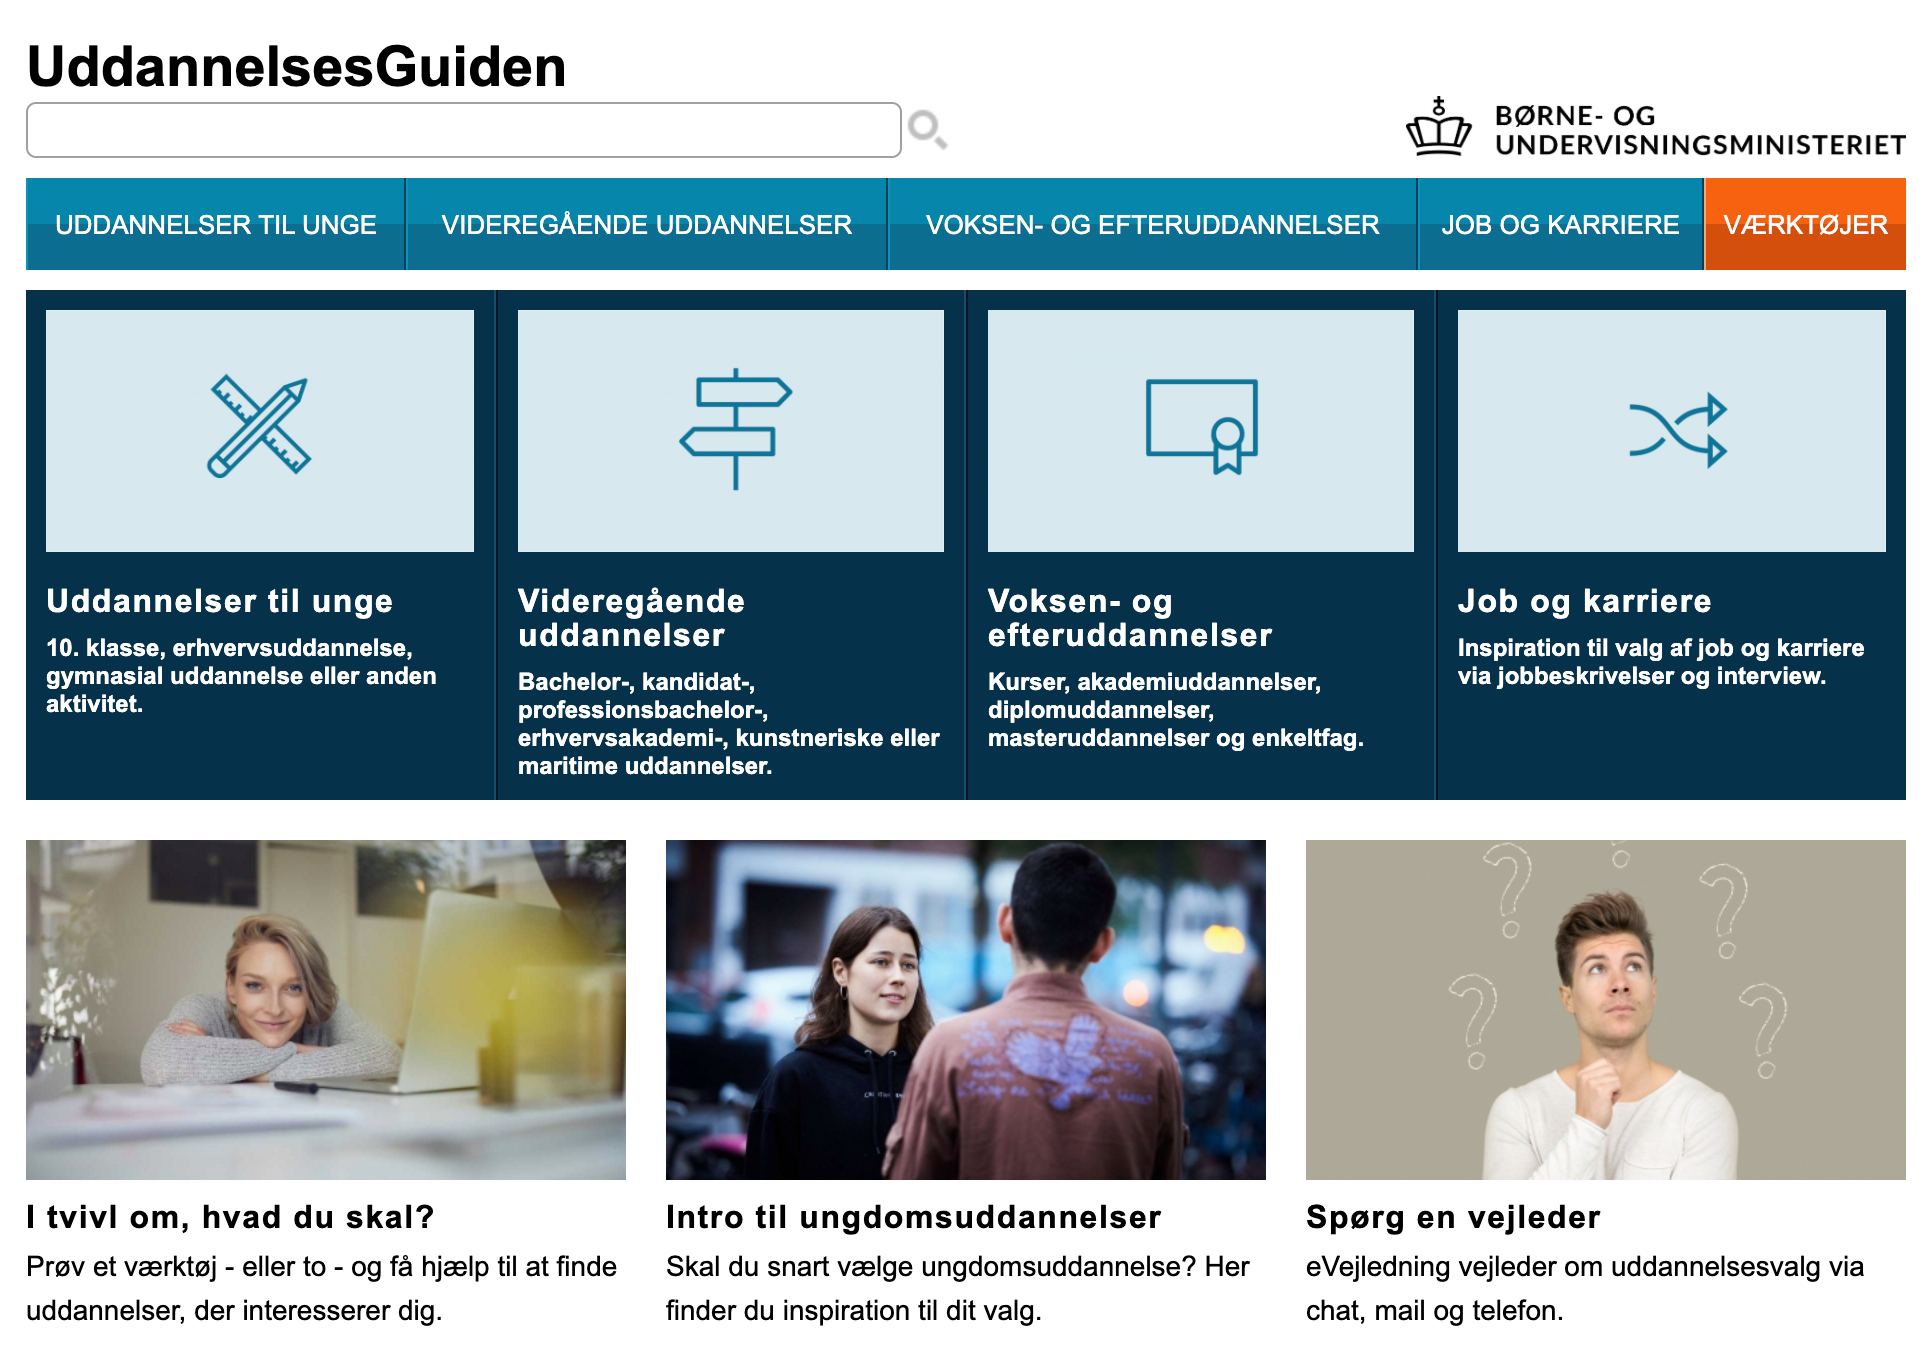 UddannelsesGuiden
BØRNE- OG
UNDERVISNINGSMINISTERIET
UDDANNELSER TIL UNGE
VIDEREGÅENDE UDDANNELSER
VOKSEN- OG EFTERUDDANNELSER
JOB OG KARRIERE
VÆRKTØJER
Uddannelser til unge
10. klasse, erhvervsuddannelse,
gymnasial uddannelse eller anden
aktivitet.
Videregående
uddannelser
Bachelor-, kandidat-,
professionsbachelor-,
erhvervsakademi-, kunstneriske eller
maritime uddannelser.
Voksen- og
efteruddannelser
Kurser, akademiuddannelser,
diplomuddannelser,
masteruddannelser og enkeltfag.
Job og karriere
Inspiration til valg af job og karriere
via jobbeskrivelser og interview.
I tvivl om, hvad du skal?
Prøv et værktøj - eller to - og få hjælp til at finde
uddannelser, der interesserer dig.
Intro til ungdomsuddannelser
Skal du snart vælge ungdomsuddannelse? Her
finder du inspiration til dit valg.
Spørg en vejleder
eVejledning vejleder om uddannelsesvalg via
chat, mail og telefon.